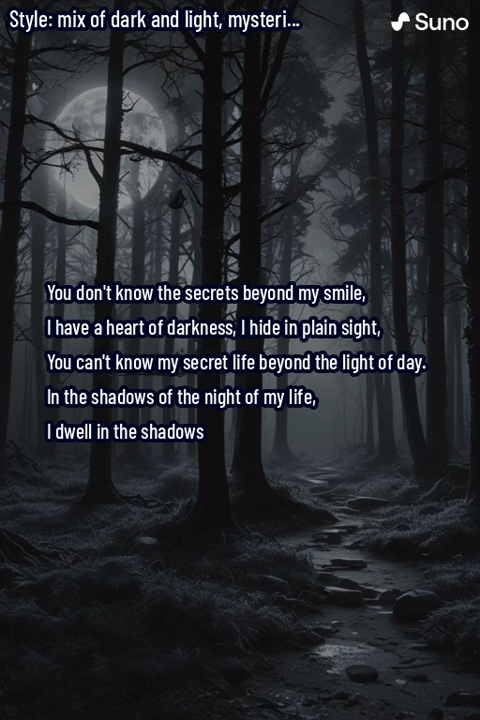 Style: mix of dark and light, mysteri...
Suno
You don't know the secrets beyond my smile,
I have a heart of darkness, I hide in plain sight,
You can't know my secret life beyond the light of day.
In the shadows of the night of my life,
I dwell in the shadows